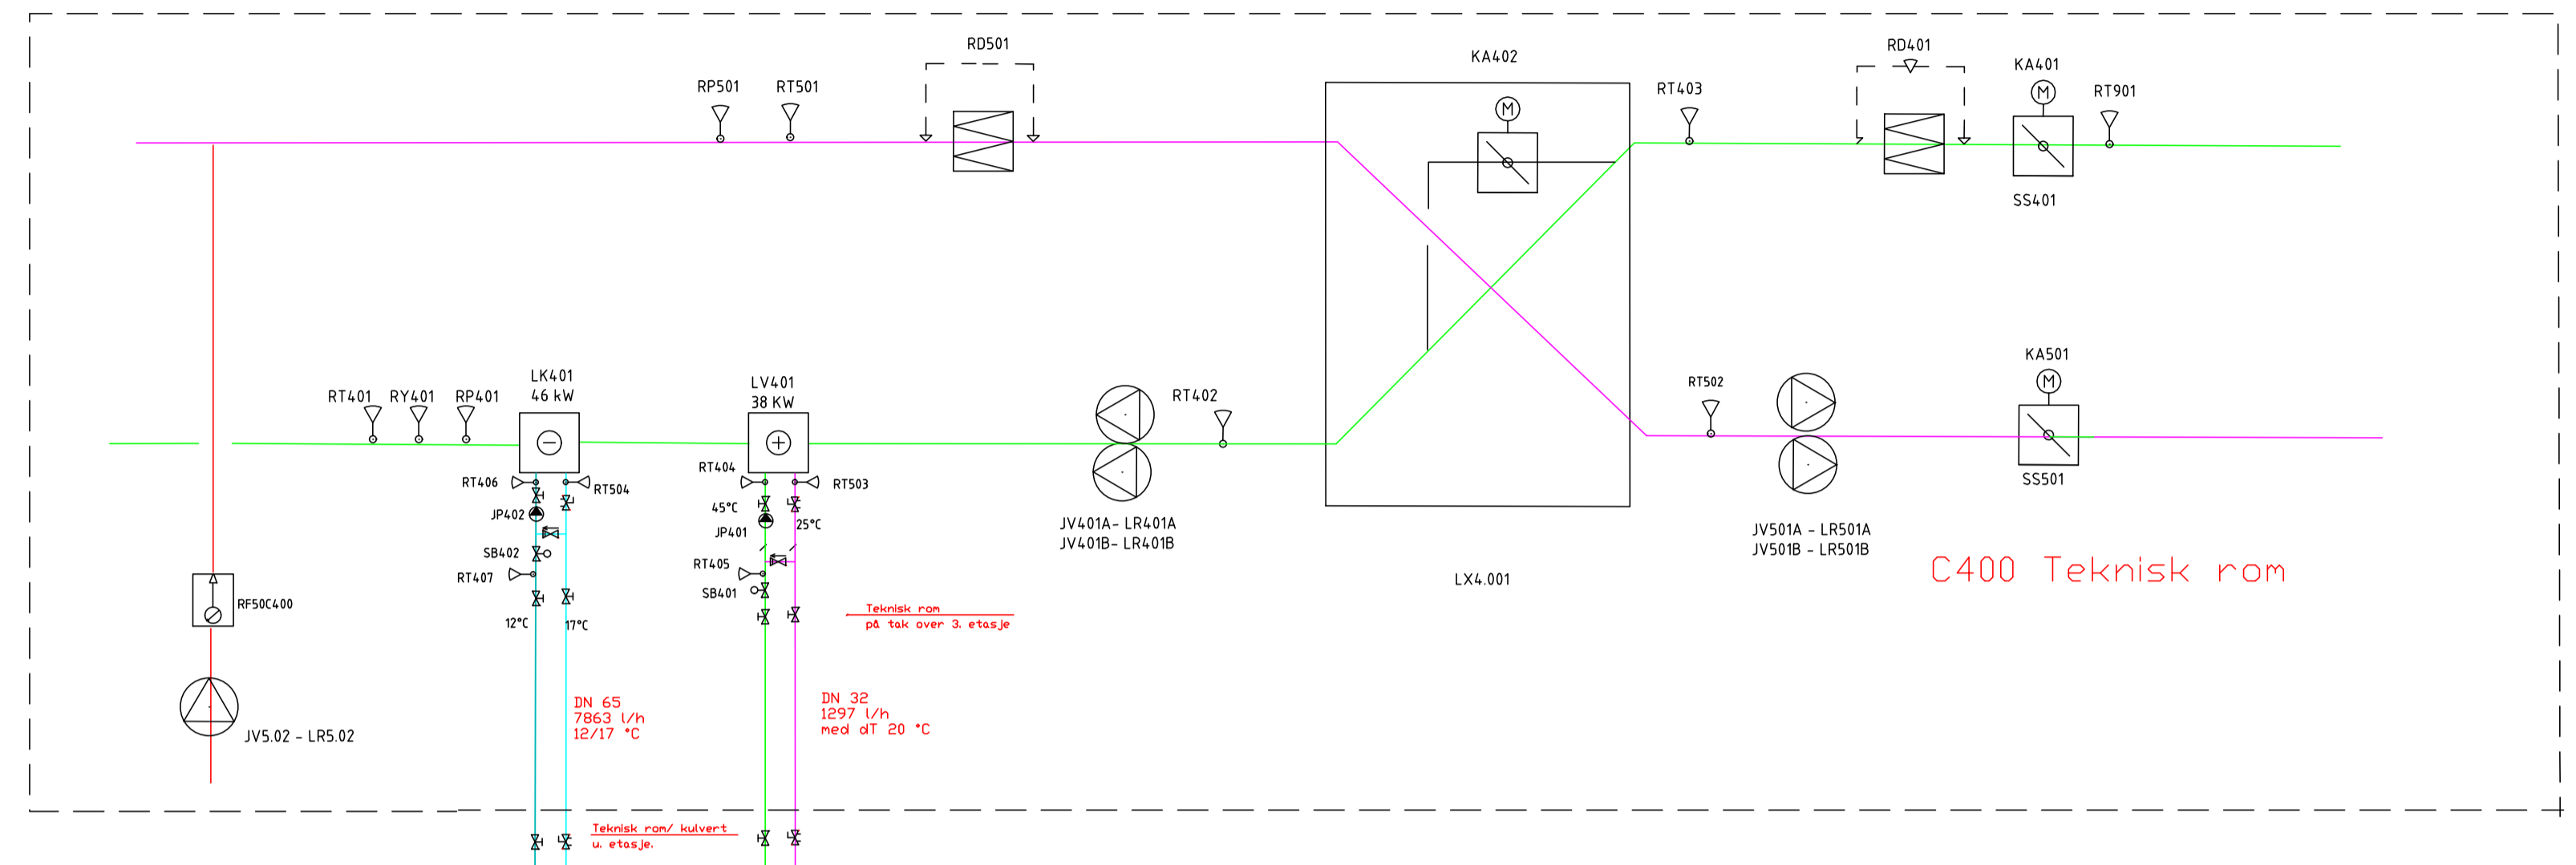 RD501
KA402
RD401
KA401
RP501
RT501
M
RT403
M
RT901
SS401
KA501
M
LK401
46 kW
LV401
38 KW
RT401
RY401
RP401
RT402
RT502
RT406
RT504
RT404
RT503
45°C
25°C
JP402
JP401
SB402
RT407
RT405
SB401
SS501
JV401A- LR401A
JV401B- LR401B
JV501A - LR501A
JV501B - LR501B
LX4.001
C400 Teknisk rom
RF50C400
12°C
17°C
Teknisk rom
på tak over 3. etasje
DN 65
7863 l/h
12/17 °C
DN 32
1297 l/h
med dT 20 °C
JV5.02 - LR5.02
Teknisk rom/ kulvert
u. etasje.